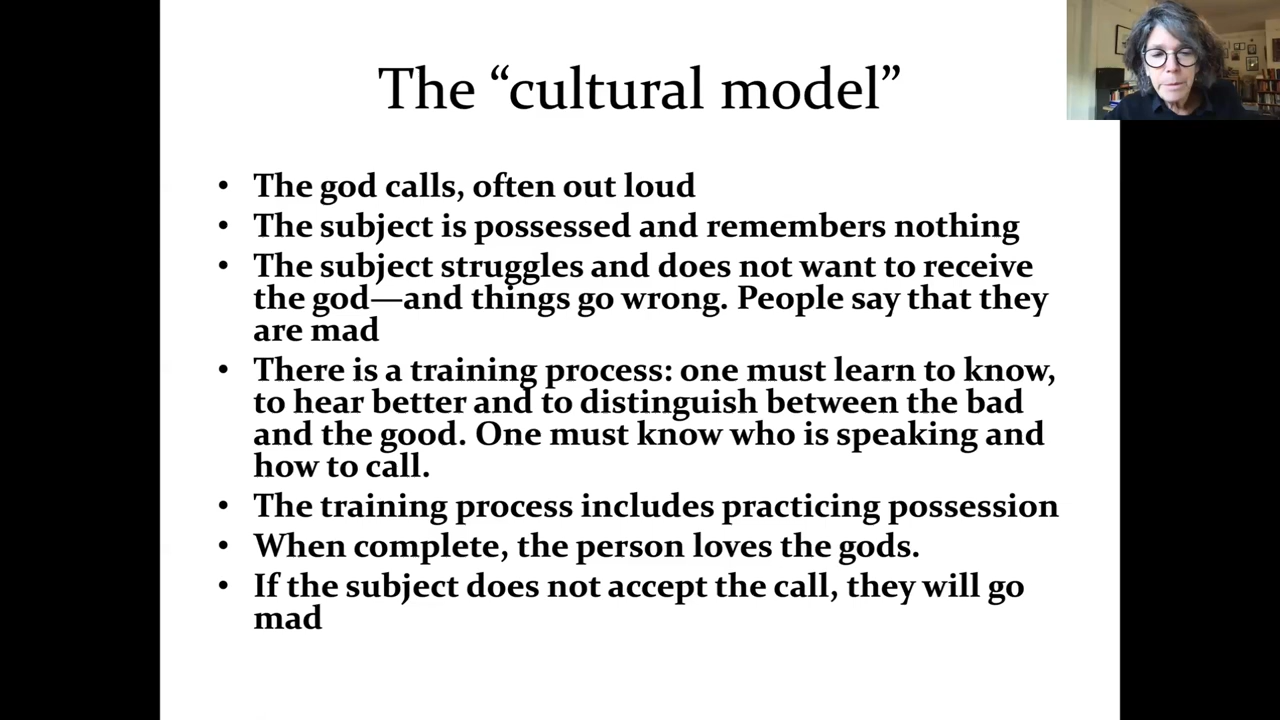 The “cultural model”
• The god calls, often out loud
• The subject is possessed and remembers nothing
• The subject struggles and does not want to receive
the god—and things go wrong. People say that they
are mad
• There is a training process: one must learn to know,
to hear better and to distinguish between the bad
and the good. One must know who is speaking and
how to call.
• The training process includes practicing possession
• When complete, the person loves the gods.
• If the subject does not accept the call, they will go
mad